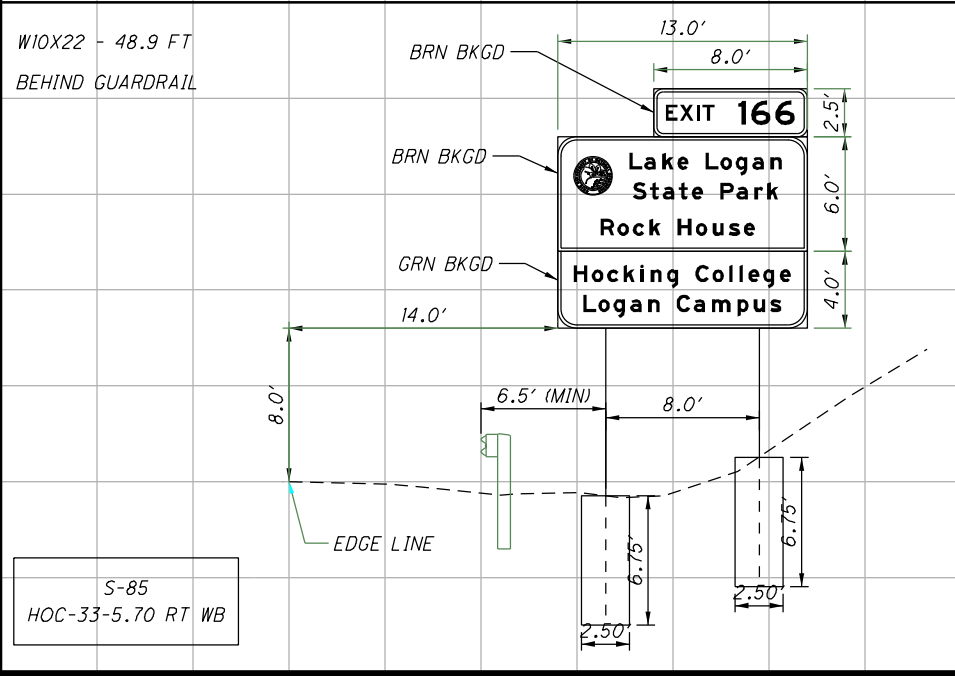 W10X22 - 48.9 FT
BEHIND GUARDRAIL
13.0'
BRN BKGD
8.0'
EXIT 166
2.5'
BRN BKGD
Lake Logan
State Park
Rock House
6.0'
GRN BKGD
Hocking College
Logan Campus
4.0'
14.0'
8.0'
6.5' (MIN)
8.0'
EDGE LINE
6.75'
2.50'
6.75'
2.50'
S-85
HOC-33-5.70 RT WB